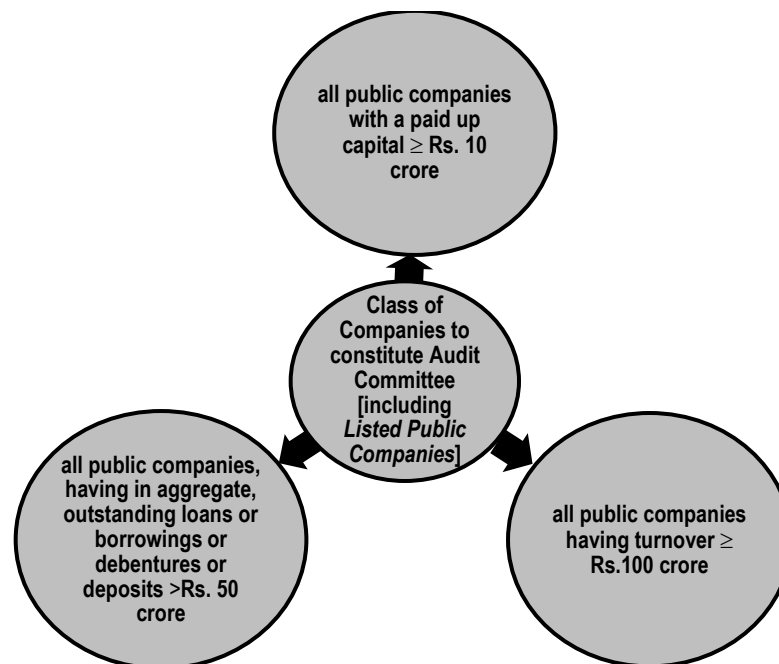 all public companies
with a paid up
capital ≥ Rs. 10
crore
Class of
Companies to
constitute Audit
Committee
[including
Listed Public
Companies]
all public companies,
having in aggregate,
outstanding loans or
borrowings or
debentures or
deposits >Rs. 50
crore
all public companies
having turnover ≥
Rs.100 crore